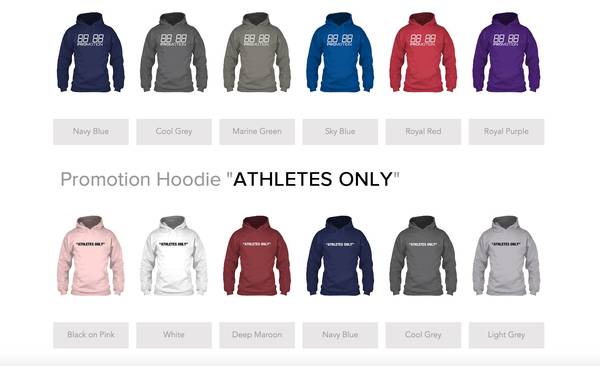 88 88 88 88 88 88 88 88 88 88 88 88
PROMOTION PROMOTION PROMOTION PROMOTION PROMOTION PROMOTION
Navy Blue Cool Grey Marine Green Sky Blue Royal Red Royal Purple
Promotion Hoodie "ATHLETES ONLY"
"ATHLETES ONLY" "ATHLETES ONLY" "ATHLETES ONLY" "ATHLETES ONLY" "ATHLETES ONLY" "ATHLETES ONLY"
Black on Pink White Deep Maroon Navy Blue Cool Grey Light Grey